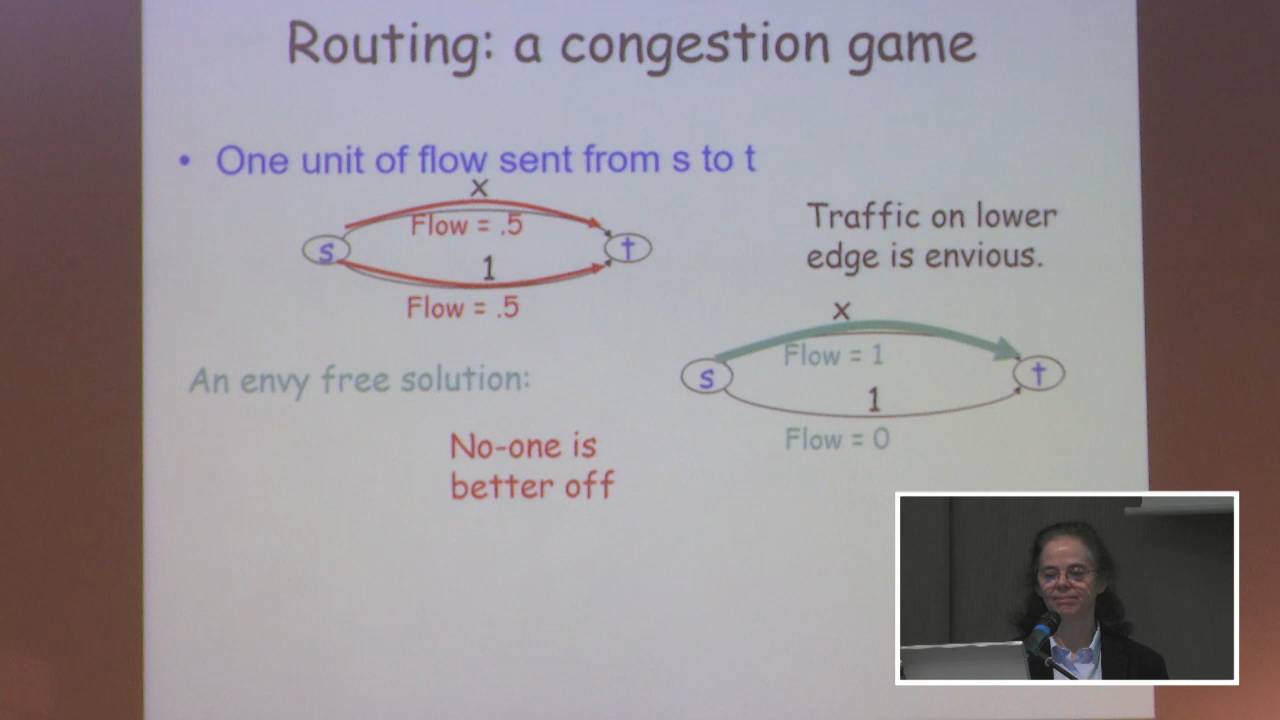 Routing: a congestion game
• One unit of flow sent from s to t
x
Flow = .5
s
t
1
Flow = .5
Traffic on lower
edge is envious.
An envy free solution:
x
Flow = 1
s
t
1
Flow = 0
No-one is
better off